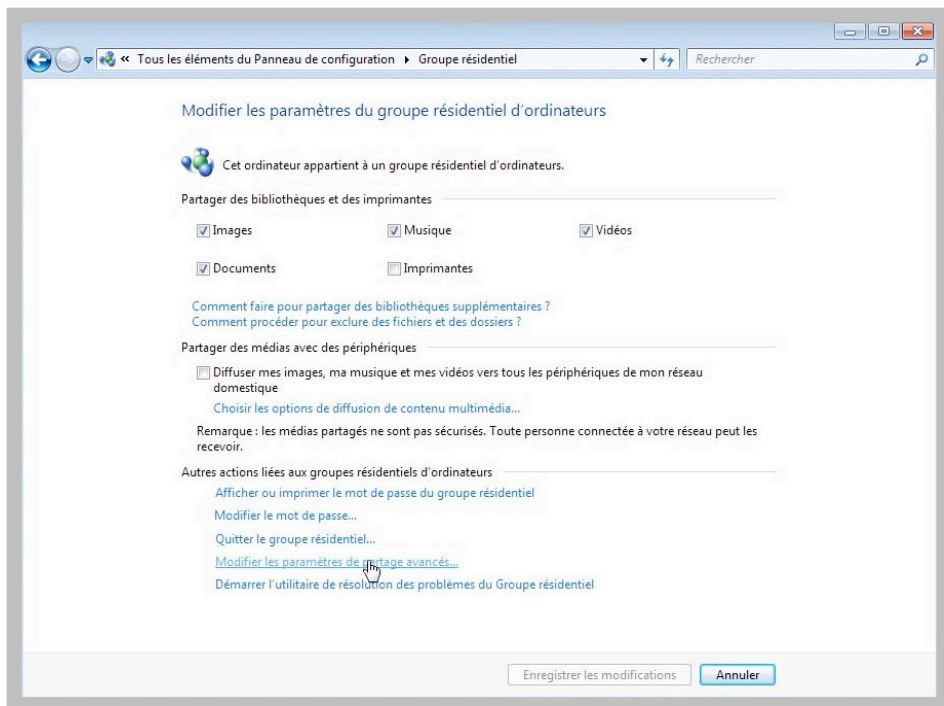 « Tous les éléments du Panneau de configuration ▸ Groupe résidentiel
Rechercher
Modifier les paramètres du groupe résidentiel d'ordinateurs
Cet ordinateur appartient à un groupe résidentiel d'ordinateurs.
Partager des bibliothèques et des imprimantes
Images
Musique
Vidéos
Documents
Imprimantes
Comment faire pour partager des bibliothèques supplémentaires ?
Comment procéder pour exclure des fichiers et des dossiers ?
Partager des médias avec des périphériques
Diffuser mes images, ma musique et mes vidéos vers tous les périphériques de mon réseau
domestique
Choisir les options de diffusion de contenu multimédia...
Remarque : les médias partagés ne sont pas sécurisés. Toute personne connectée à votre réseau peut les
recevoir.
Autres actions liées aux groupes résidentiels d'ordinateurs
Afficher ou imprimer le mot de passe du groupe résidentiel
Modifier le mot de passe...
Quitter le groupe résidentiel...
Modifier les paramètres de partage avancés...
Démarrer l'utilitaire de résolution des problèmes du Groupe résidentiel
Enregistrer les modifications
Annuler